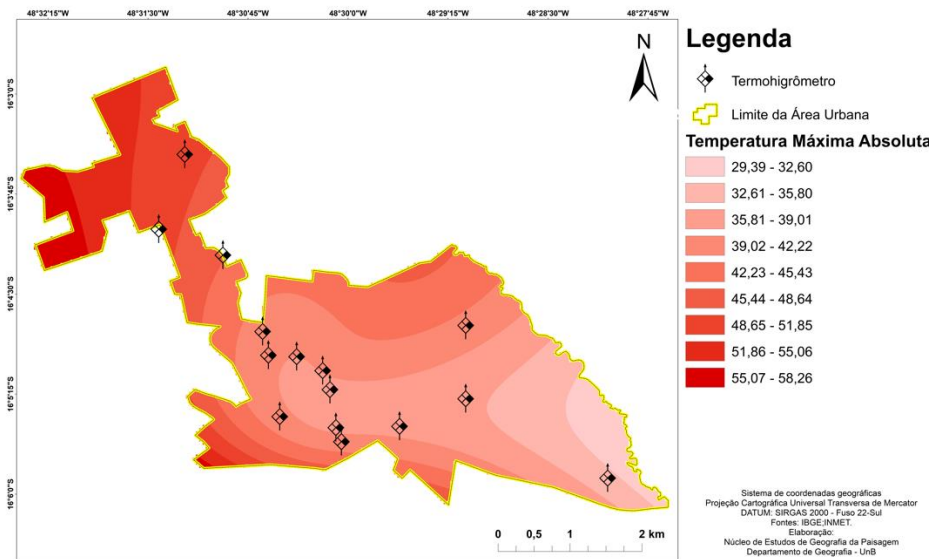 48°32'15"W 48°31'30"W 48°30'45"W 48°30'0"W 48°29'15"W 48°28'30"W 48°27'45"W
16°3'0"S
16°3'45"S
16°4'30"S
16°5'15"S
16°6'0"S
N
0 0,5 1 2 km
Legenda
Termohigrômetro
Limite da Área Urbana
Temperatura Máxima Absoluta
29,39 - 32,60
32,61 - 35,80
35,81 - 39,01
39,02 - 42,22
42,23 - 45,43
45,44 - 48,64
48,65 - 51,85
51,86 - 55,06
55,07 - 58,26
Sistema de coordenadas geográficas
Projeção Cartográfica Universal Transversa de Mercator
DATUM: SIRGAS 2000 - Fuso 22-Sul
Fontes: IBGE;INMET.
Elaboração:
Núcleo de Estudos de Geografia da Paisagem
Departamento de Geografia - UnB